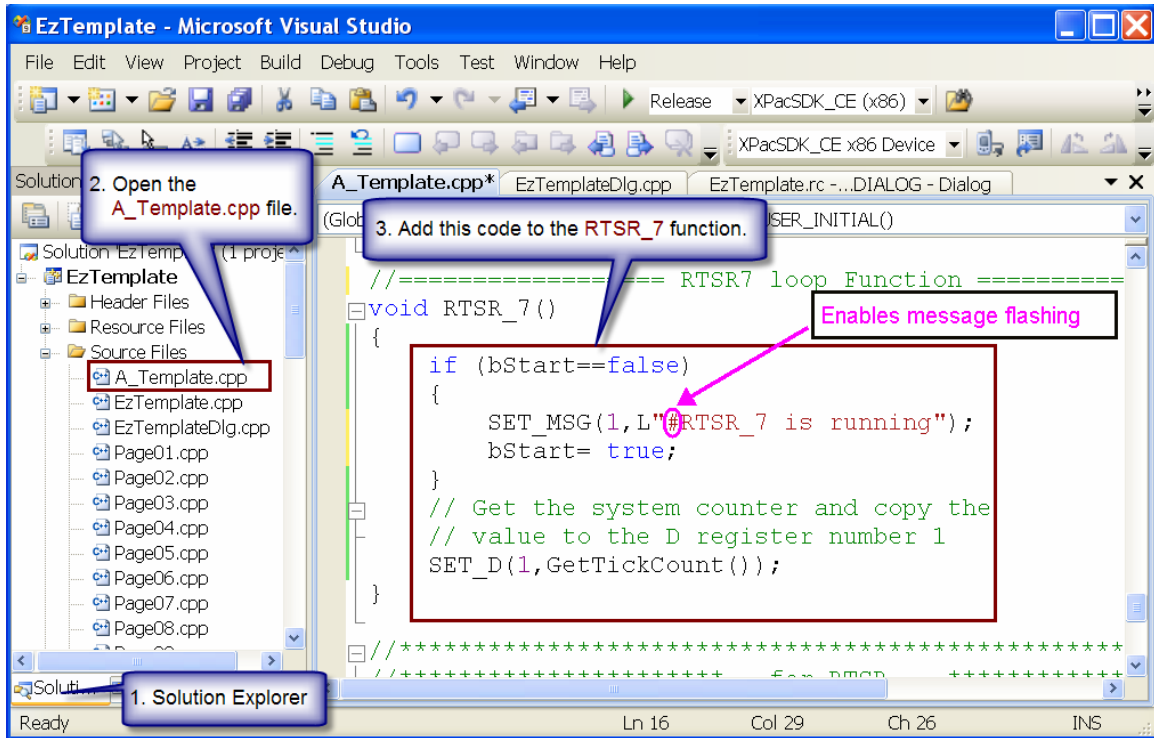 EzTemplate - Microsoft Visual Studio
File Edit View Project Build Debug Tools Test Window Help
Release XPacSDK_CE (x86)
XPacSDK_CE x86 Device
Solution
2. Open the
A_Template.cpp file.
A_Template.cpp* EzTemplateDlg.cpp EzTemplate.rc -...DIALOG - Dialog
(Glob
3. Add this code to the RTSR_7 function.
USER_INITIAL()
Solution 'EzTemp (1 proje
EzTemplate
Header Files
Resource Files
Source Files
A_Template.cpp
EzTemplate.cpp
EzTemplateDlg.cpp
Page01.cpp
Page02.cpp
Page03.cpp
Page04.cpp
Page05.cpp
Page06.cpp
Page07.cpp
Page08.cpp
//================== RTSR7 loop Function ==========
void RTSR_7()
Enables message flashing
{
if (bStart==false)
{
SET_MSG(1,L"#RTSR_7 is running");
bStart= true;
}
// Get the system counter and copy the
// value to the D register number 1
SET_D(1,GetTickCount());
}
//*************************************************
Soluti...
1. Solution Explorer
Ready Ln 16 Col 29 Ch 26 INS